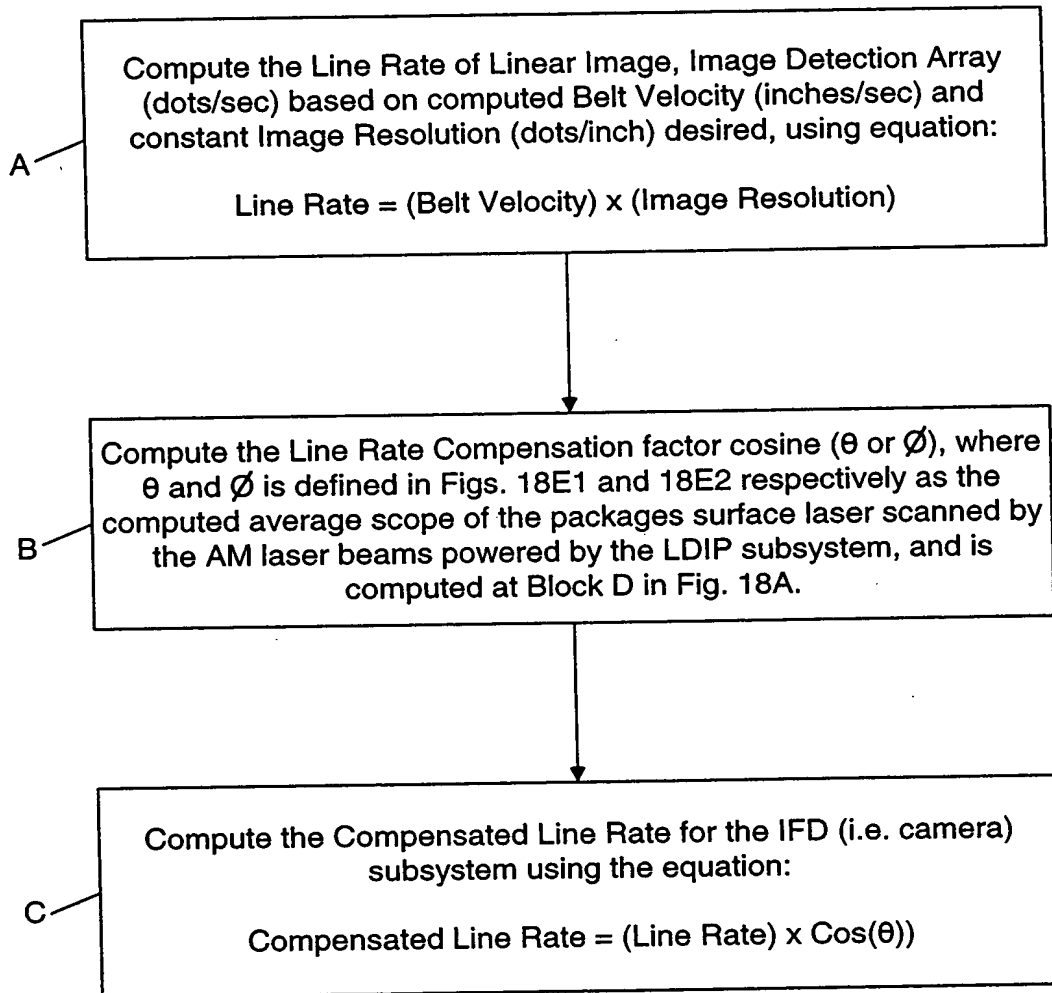 Compute the Line Rate of Linear Image, Image Detection Array
(dots/sec) based on computed Belt Velocity (inches/sec) and
constant Image Resolution (dots/inch) desired, using equation:
Line Rate = (Belt Velocity) x (Image Resolution)
A
Compute the Line Rate Compensation factor cosine (θ or Ø), where
θ and Ø is defined in Figs. 18E1 and 18E2 respectively as the
computed average scope of the packages surface laser scanned by
the AM laser beams powered by the LDIP subsystem, and is
computed at Block D in Fig. 18A.
B
Compute the Compensated Line Rate for the IFD (i.e. camera)
subsystem using the equation:
Compensated Line Rate = (Line Rate) x Cos(θ))
C